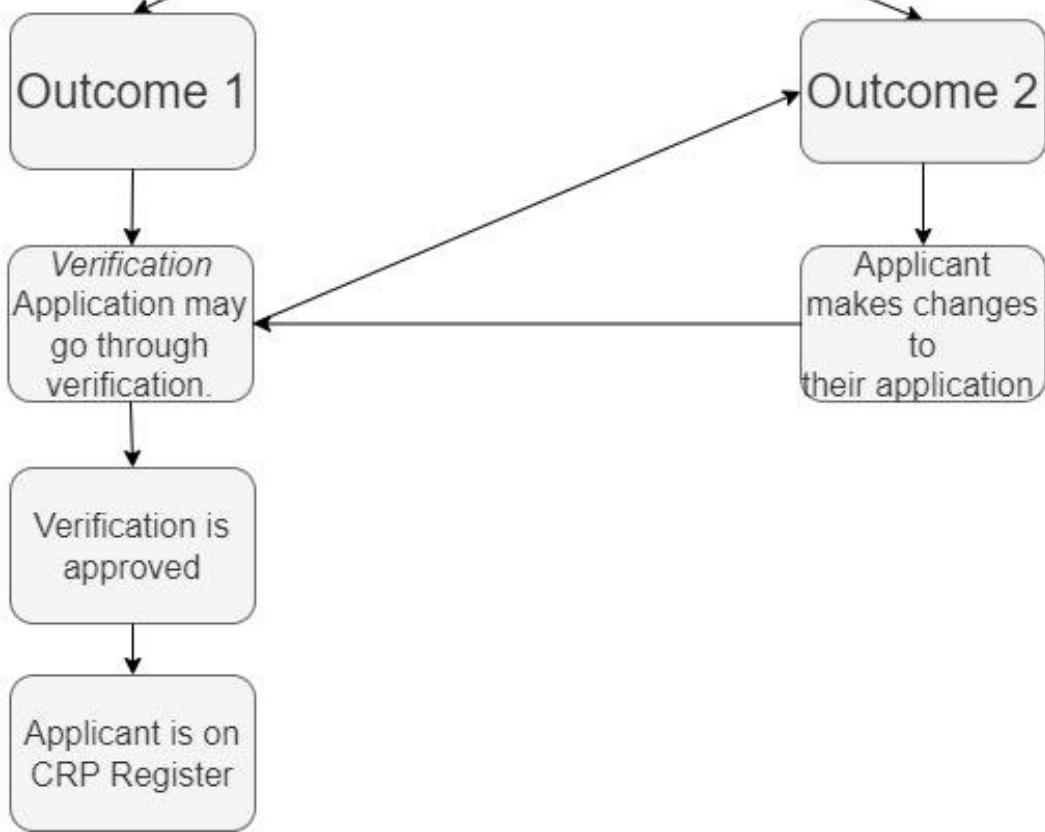 Outcome 1
Outcome 2
Verification
Application may
go through
verification.
Applicant
makes changes
to
their application
Verification is
approved
Applicant is on
CRP Register